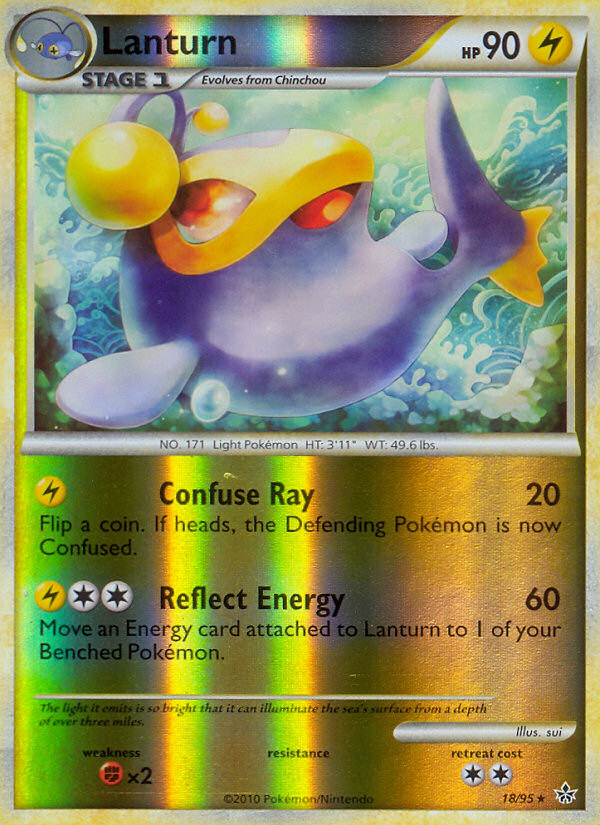 Lanturn
HP 90
STAGE 1
Evolves from Chinchou
NO. 171 Light Pokémon HT: 3'11" WT: 49.6 lbs.
Confuse Ray 20
Flip a coin. If heads, the Defending Pokémon is now
Confused.
Reflect Energy 60
Move an Energy card attached to Lanturn to 1 of your
Benched Pokémon.
The light it emits is so bright that it can illuminate the sea's surface from a depth
of over three miles.
Illus. sui
weakness resistance retreat cost
×2
©2010 Pokémon/Nintendo 18/95 ★